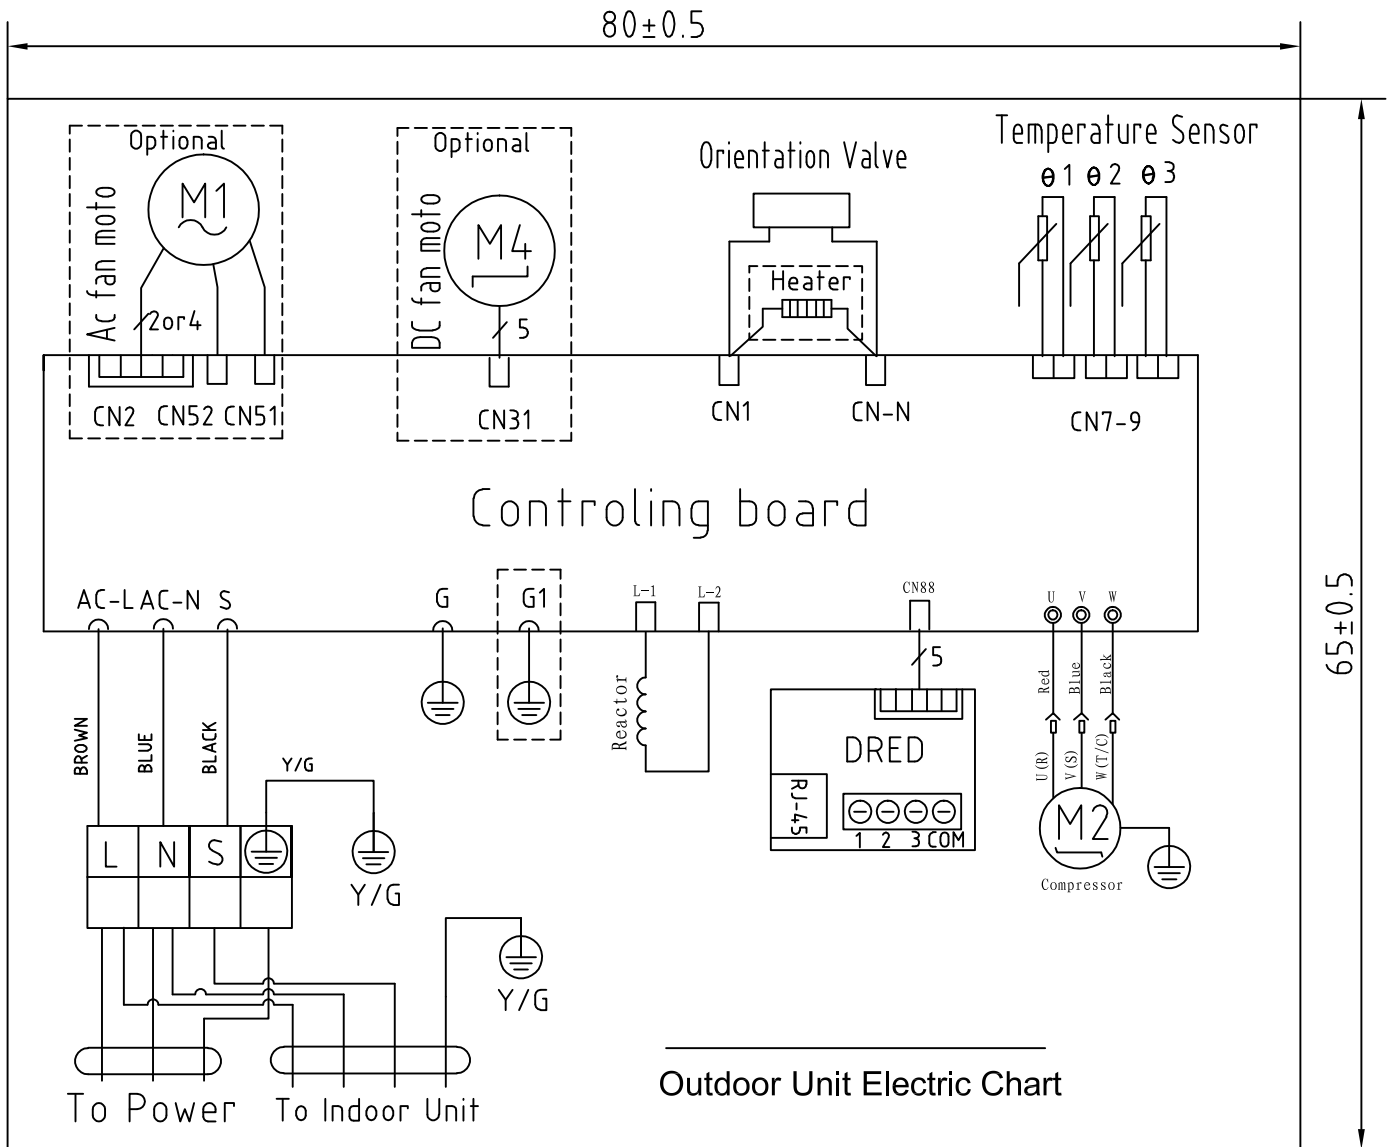 80±0.5
65±0.5
Optional
M1
Ac fan moto
2or4
CN2 CN52 CN51
Optional
M4
DC fan moto
5
CN31
Orientation Valve
Heater
CN1
CN-N
Temperature Sensor
θ1 θ2 θ3
CN7-9
Controling board
AC-L AC-N S
G
G1
L-1
L-2
CN88
U V W
BROWN
BLUE
BLACK
Y/G
Reactor
5
Red
Blue
Black
DRED
RJ-45
1 2 3 COM
U(R)
V(S)
W(T/C)
M2
Compressor
L N S
Y/G
Y/G
To Power
To Indoor Unit
Outdoor Unit Electric Chart